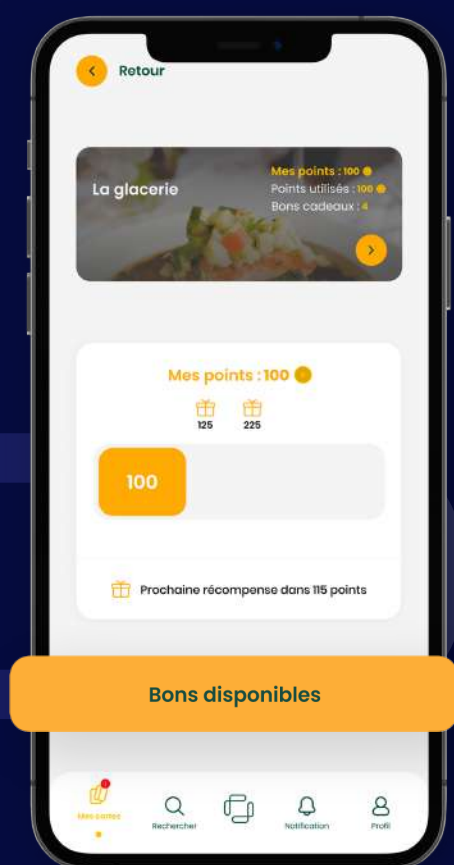 Retour
La glacerie
Mes points : 100
Points utilisés : 100
Bons cadeaux : 4
Mes points : 100
125 225
100
Prochaine récompense dans 115 points
Bons disponibles
Mes cartes
Rechercher
Notification
Profil